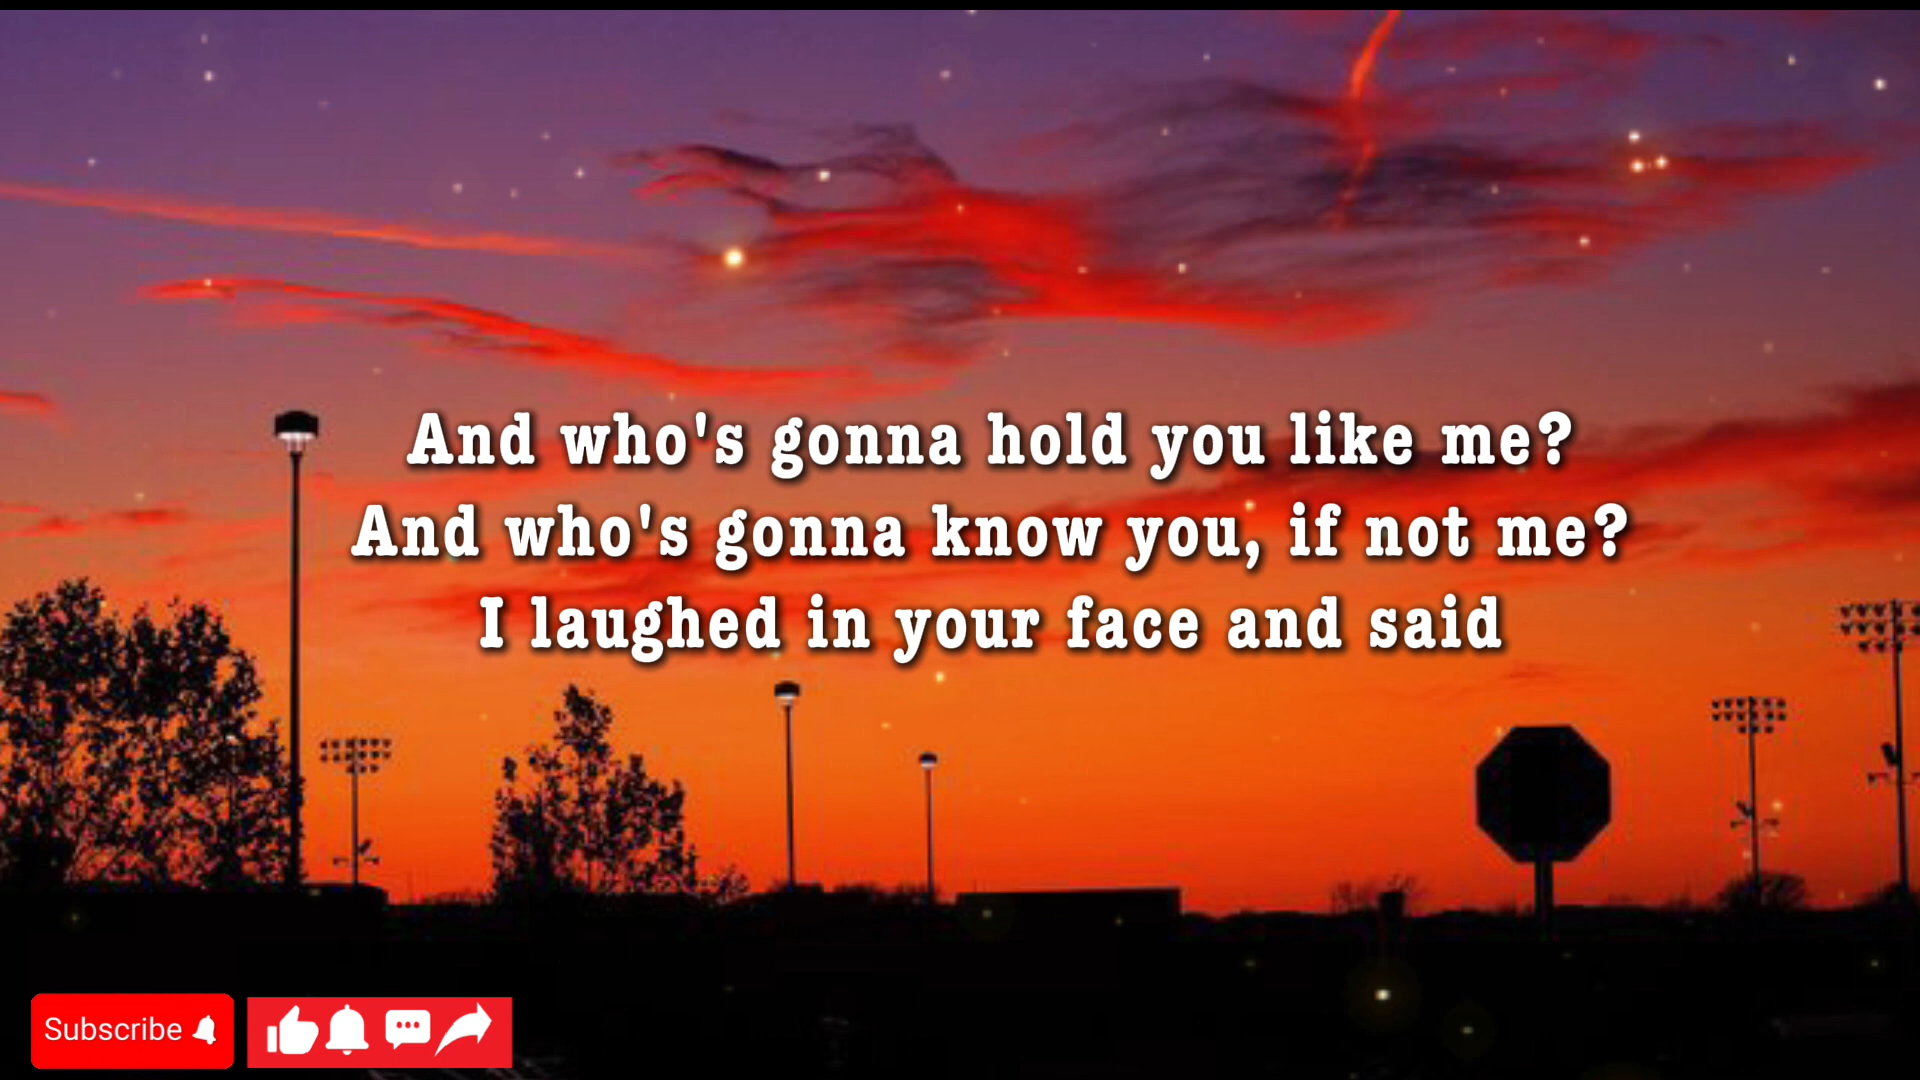 And who's gonna hold you like me?
And who's gonna know you, if not me?
I laughed in your face and said
Subscribe